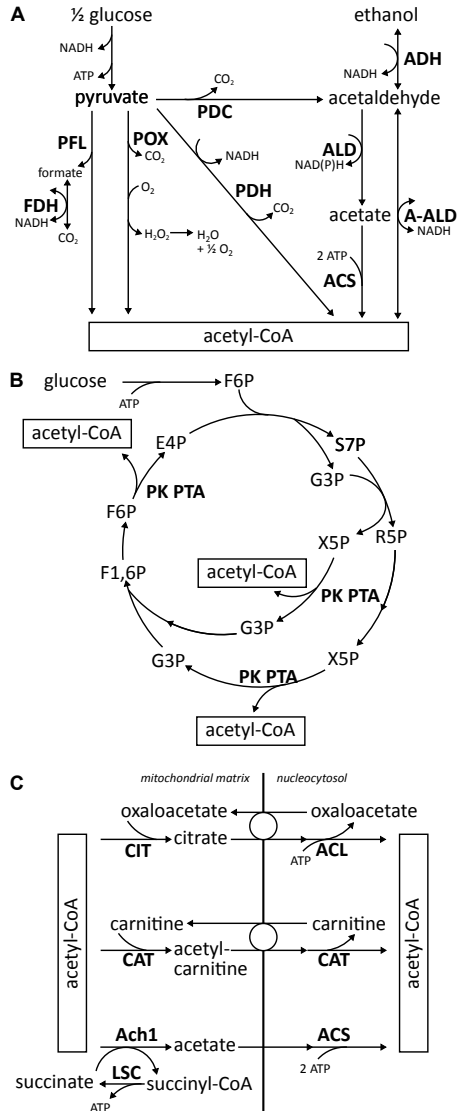 A
½ glucose
ethanol
NADH
ATP
NADH
ADH
CO2
pyruvate
PDC
acetaldehyde
PFL
POX
CO2
NADH
ALD
NAD(P)H
formate
O2
PDH
CO2
acetate
A-ALD
NADH
FDH
NADH
CO2
H2O2
H2O
+ ½ O2
2 ATP
ACS
acetyl-CoA
B
glucose
ATP
F6P
acetyl-CoA
E4P
S7P
PK PTA
G3P
F6P
X5P
R5P
F1,6P
acetyl-CoA
PK PTA
G3P
G3P
X5P
PK PTA
acetyl-CoA
C
mitochondrial matrix
nucleocytosol
oxaloacetate
oxaloacetate
CIT
citrate
ATP
ACL
acetyl-CoA
acetyl-CoA
carnitine
carnitine
CAT
acetyl-
carnitine
CAT
Ach1
acetate
ACS
2 ATP
succinate
LSC
succinyl-CoA
ATP